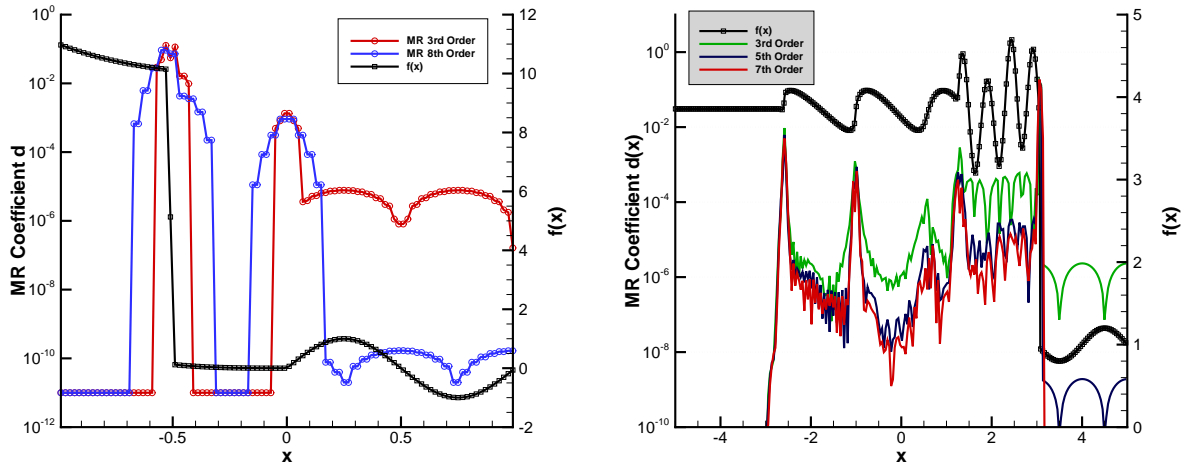 MR Coefficient d
10^0
10^-2
10^-4
10^-6
10^-8
10^-10
10^-12
-0.5
0
0.5
x
12
10
8
6
4
2
0
-2
f(x)
MR 3rd Order
MR 8th Order
f(x)
MR Coefficient d(x)
10^0
10^-2
10^-4
10^-6
10^-8
10^-10
-4
-2
0
2
4
x
5
4
3
2
1
0
f(x)
f(x)
3rd Order
5th Order
7th Order